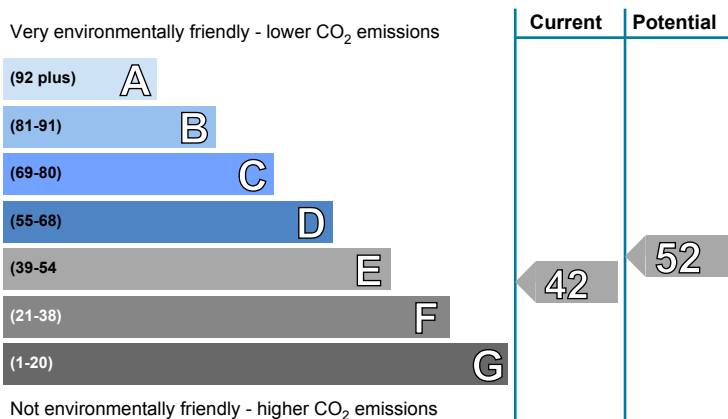 Very environmentally friendly - lower CO2 emissions
Current
Potential
(92 plus) A
(81-91) B
(69-80) C
(55-68) D
(39-54 E
(21-38) F
(1-20) G
42
52
Not environmentally friendly - higher CO2 emissions